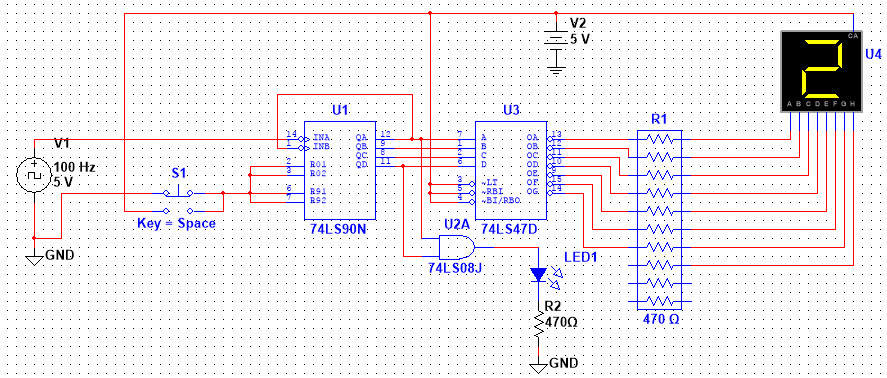 V2
5 V
CA
U4
A B C D E F G H
U1
U3
R1
V1
100 Hz
5 V
14 INA QA 12
1 INB QB 9
QC 8
QD 11
2 R01
3 R02
6 R91
7 R92
74LS90N
7 A OA 13
1 B OB 12
2 C OC 11
6 D OD 10
OE 9
3 ~LT OF 15
5 ~RBI OG 14
4 ~BI/RBO
74LS47D
S1
Key = Space
GND
U2A
74LS08J
LED1
R2
470Ω
GND
470 Ω
2